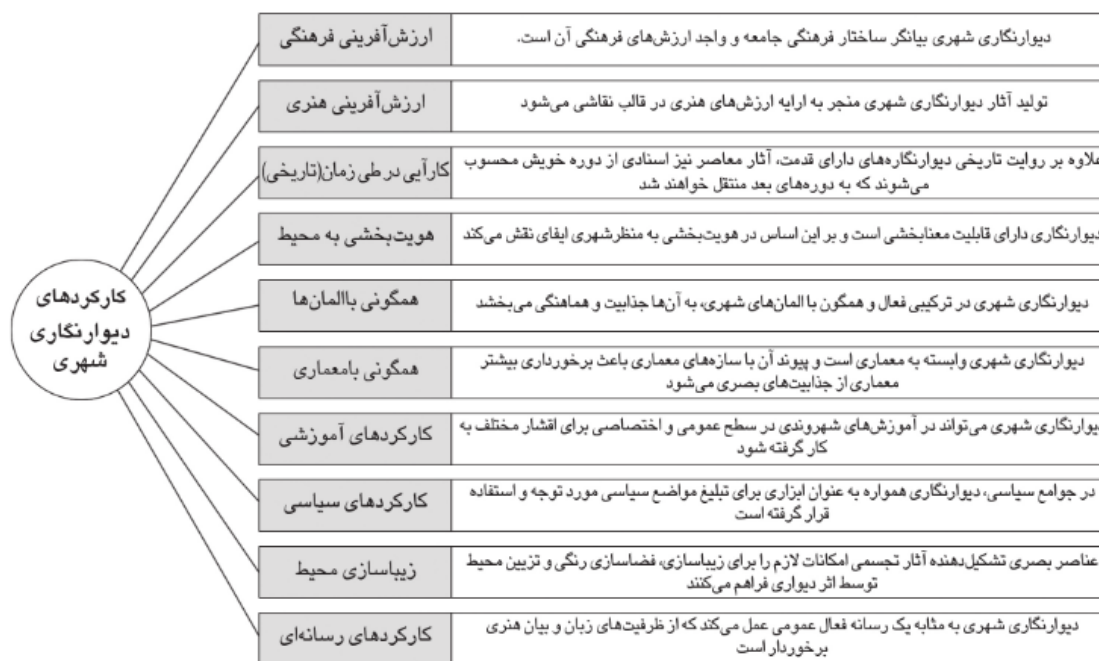 کارکردهای
دیوارنگاری
شهری
ارزش‌آفرینی فرهنگی
دیوارنگاری شهری بیانگر ساختار فرهنگی جامعه و واجد ارزش‌های فرهنگی آن است.
ارزش‌آفرینی هنری
تولید آثار دیوارنگاری شهری منجر به ارایه ارزش‌های هنری در قالب نقاشی می‌شود
کارآیی در طی زمان(تاریخی)
علاوه بر روایت تاریخی دیوارنگاره‌های دارای قدمت، آثار معاصر نیز اسنادی از دوره خویش محسوب
می‌شوند که به دوره‌های بعد منتقل خواهند شد
هویت‌بخشی به محیط
دیوارنگاری دارای قابلیت معنابخشی است و بر این اساس در هویت‌بخشی به منظرشهری ایفای نقش می‌کند
همگونی باالمان‌ها
دیوارنگاری شهری در ترکیبی فعال و همگون با المان‌های شهری، به آن‌ها جذابیت و هماهنگی می‌بخشد
همگونی بامعماری
دیوارنگاری شهری وابسته به معماری است و پیوند آن با سازه‌های معماری باعث برخورداری بیشتر
معماری از جذابیت‌های بصری می‌شود
کارکردهای آموزشی
دیوارنگاری شهری می‌تواند در آموزش‌های شهروندی در سطح عمومی و اختصاصی برای اقشار مختلف به
کار گرفته شود
کارکردهای سیاسی
در جوامع سیاسی، دیوارنگاری همواره به عنوان ابزاری برای تبلیغ مواضع سیاسی مورد توجه و استفاده
قرار گرفته است
زیباسازی محیط
عناصر بصری تشکیل‌دهنده آثار تجسمی امکانات لازم را برای زیباسازی، فضاسازی رنگی و تزیین محیط
توسط اثر دیواری فراهم می‌کنند
کارکردهای رسانه‌ای
دیوارنگاری شهری به مثابه یک رسانه فعال عمومی عمل می‌کند که از ظرفیت‌های زبان و بیان هنری
برخوردار است